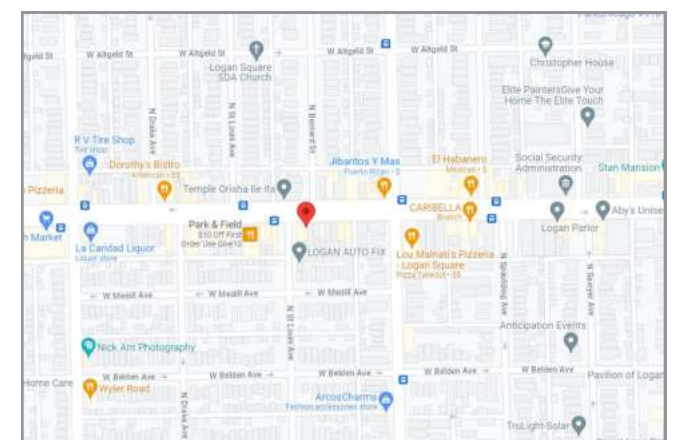 W Altgeld St
W Altgeld St
W Altgeld St
W Altgeld St
Logan Square
SDA Church
Christopher House
Elite PaintersGive Your
Home The Elite Touch
N Drake Ave
N St Louis Ave
N Bernard St
R V Tire Shop
Tire shop
Dorothy's Bistro
American • $$
Jibaritos Y Mas
Puerto Rican • $
El Habanero
Mexican • $
Social Security
Administration
Stan Mansion
Pizzeria
Temple Orisha Ile Ifa
CARIBELLA
Brunch
Aby's Unise
Park & Field
$10 Off First
Order Use Give10
Logan Parlor
Market
La Caridad Liquor
Liquor store
LOGAN AUTO FIX
Lou Malnati's Pizzeria
- Logan Square
Pizza Takeout • $$
N Spaulding Ave
N Sawyer Ave
W Medill Ave
W Medill Ave
W Medill Ave
N St Louis Ave
Anticipation Events
Nick Ant Photography
W Belden Ave
W Belden Ave
W Belden Ave
W Belden Ave
Pavilion of Logan
Home Care
Wyler Road
N Drake Ave
ArcosCharms
Fashion accessories store
TruLight Solar